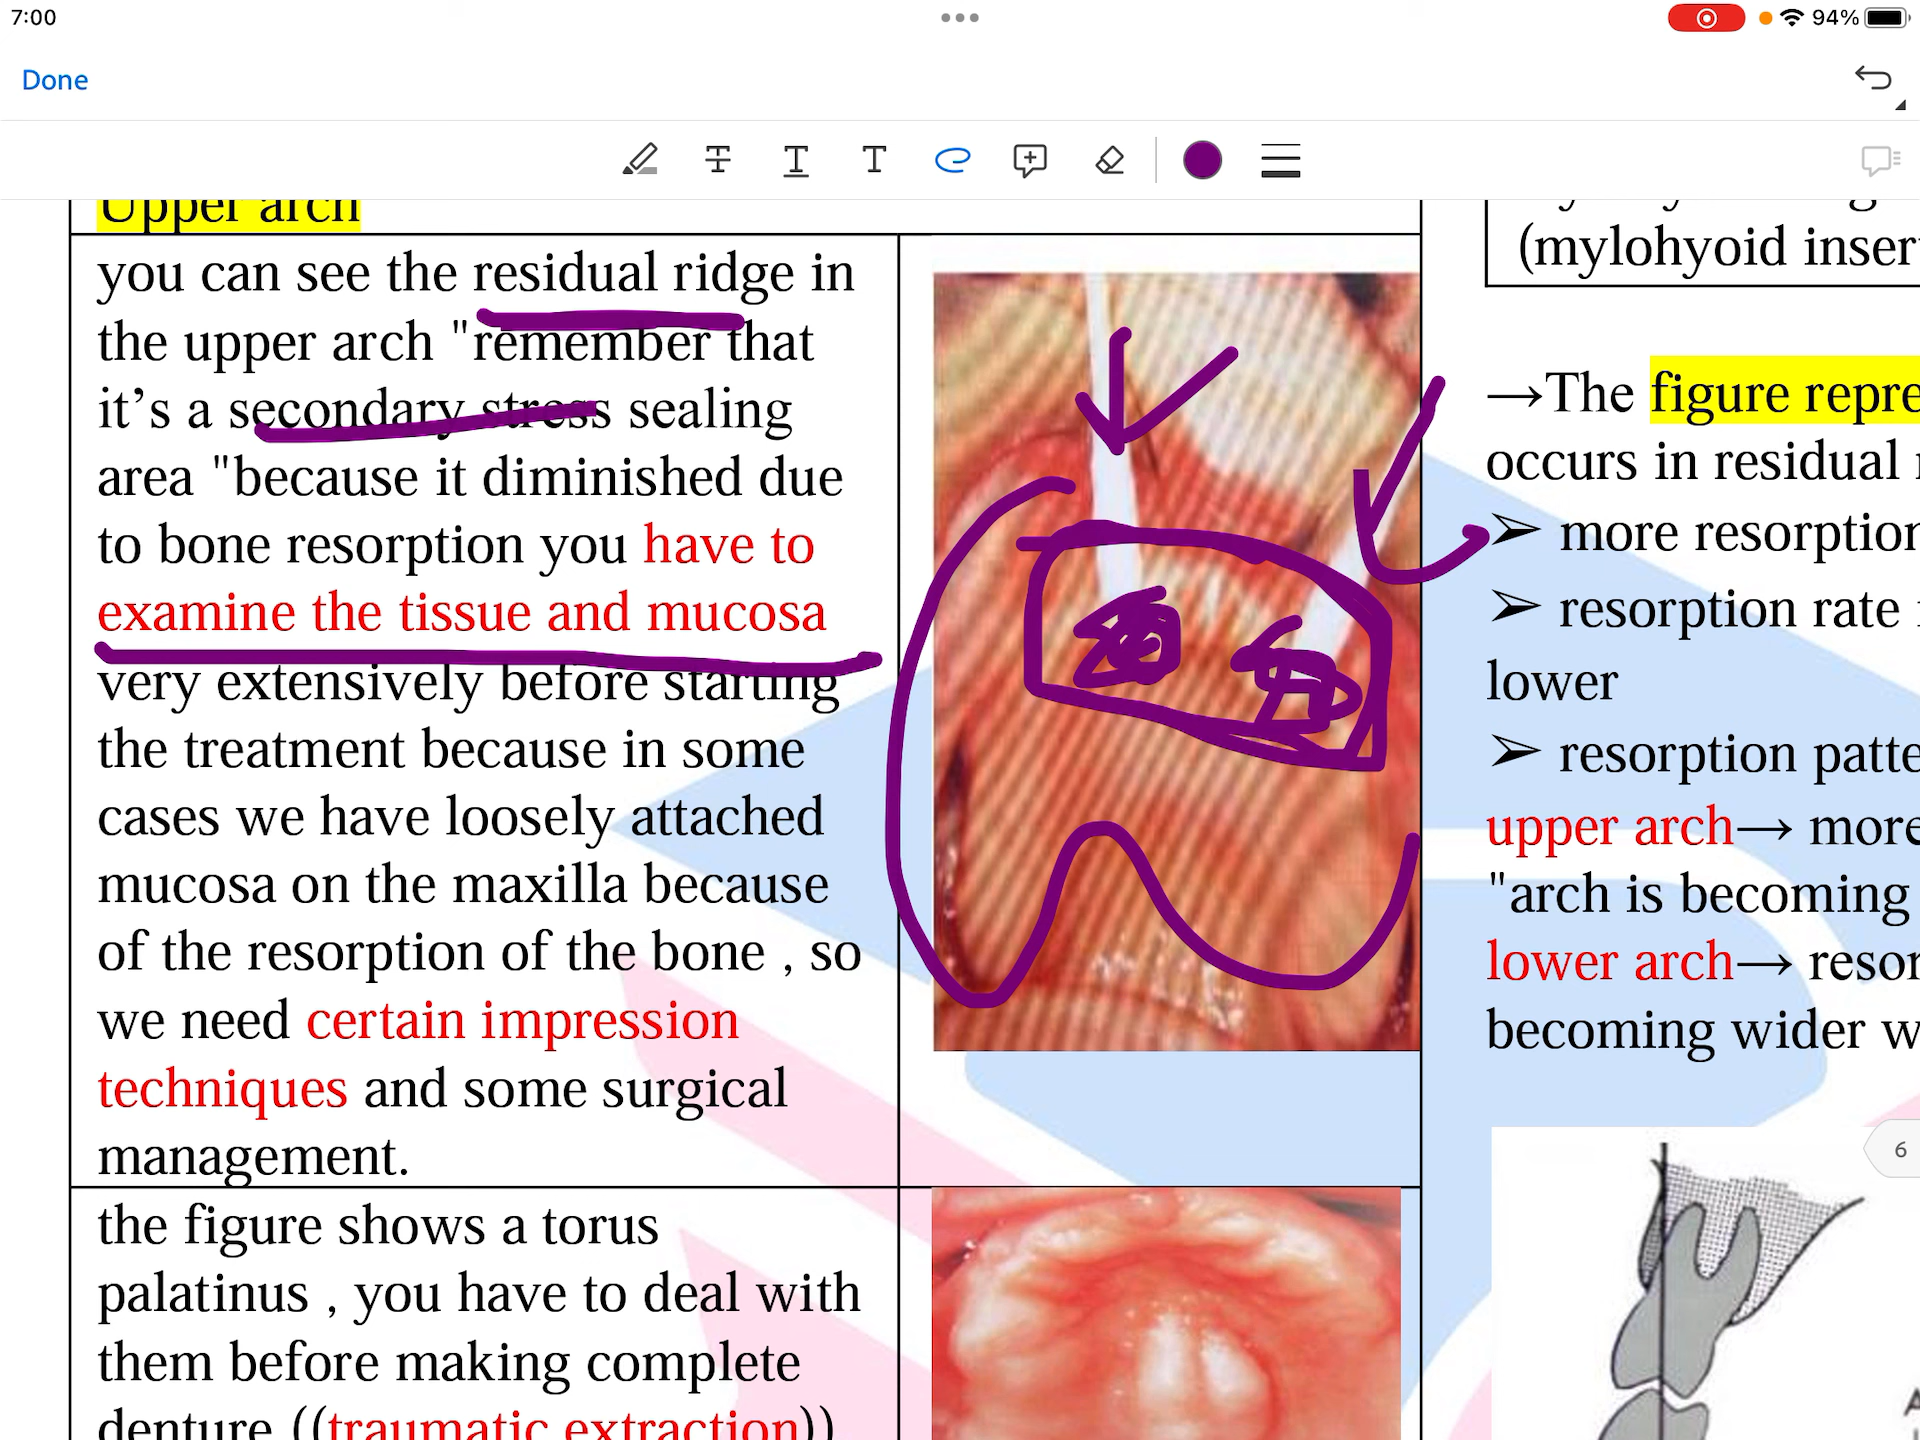 7:00
94%
Done
Upper arch
you can see the residual ridge in
the upper arch "remember that
it’s a secondary stress sealing
area "because it diminished due
to bone resorption you have to
examine the tissue and mucosa
very extensively before starting
the treatment because in some
cases we have loosely attached
mucosa on the maxilla because
of the resorption of the bone , so
we need certain impression
techniques and some surgical
management.
the figure shows a torus
palatinus , you have to deal with
them before making complete
denture ((traumatic extraction))
(mylohyoid inser
→The figure repre
occurs in residual
➢ more resorption
➢ resorption rate
lower
➢ resorption patte
upper arch→ more
"arch is becoming
lower arch→ resor
becoming wider w
6